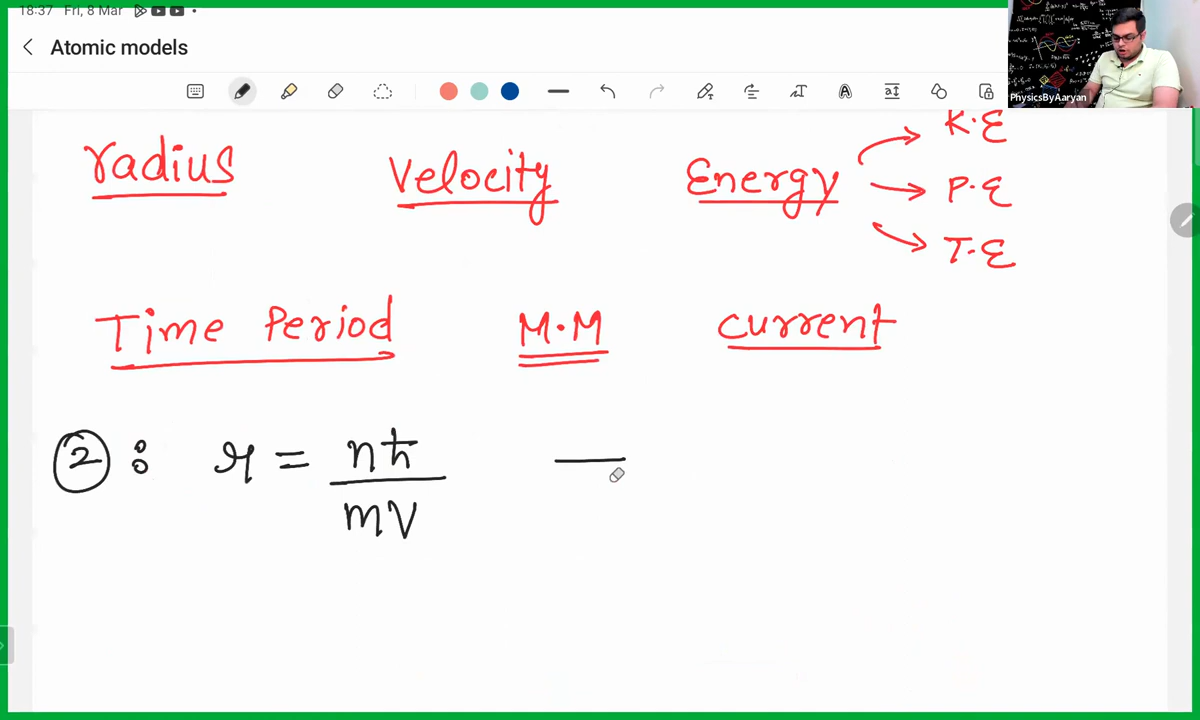 18:37 Fri, 8 Mar
Atomic models
PhysicsByAaryan
radius Velocity Energy K.E
P.E
T.E
Time Period M.M current
② : r = nħ
mV